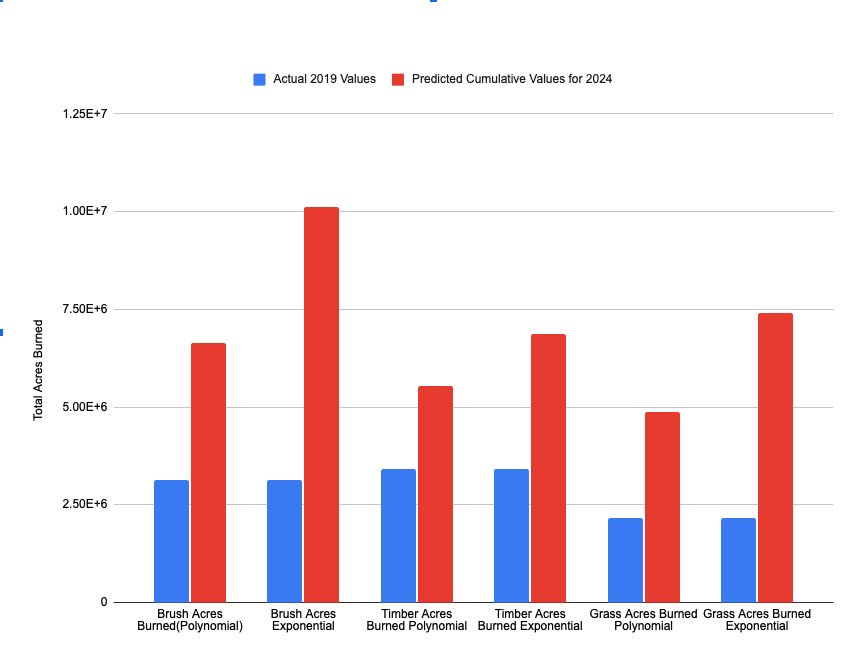 Actual 2019 Values
Predicted Cumulative Values for 2024
1.25E+7
1.00E+7
7.50E+6
5.00E+6
2.50E+6
0
Total Acres Burned
Brush Acres
Burned(Polynomial)
Brush Acres
Exponential
Timber Acres
Burned Polynomial
Timber Acres
Burned Exponential
Grass Acres Burned
Polynomial
Grass Acres Burned
Exponential